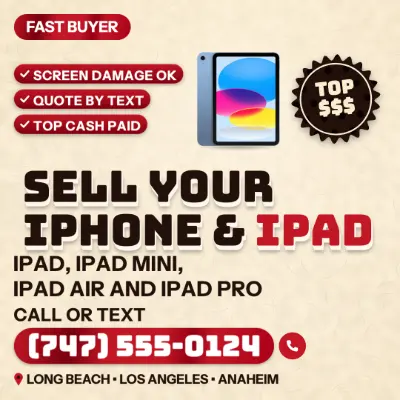 FAST BUYER
SCREEN DAMAGE OK
QUOTE BY TEXT
TOP CASH PAID
TOP
$$$
SELL YOUR
IPHONE & IPAD
IPAD, IPAD MINI,
IPAD AIR AND IPAD PRO
CALL OR TEXT
(747) 555-0124
LONG BEACH • LOS ANGELES • ANAHEIM